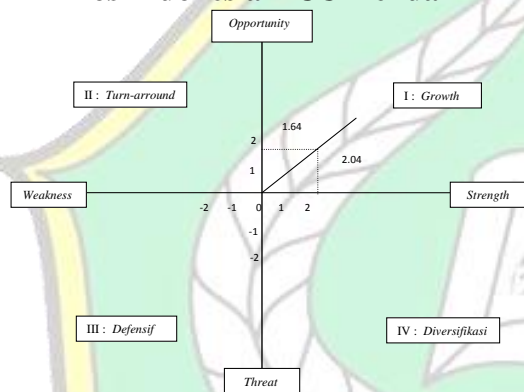 Opportunity
II : Turn-arround
I : Growth
1.64
2
2.04
1
Weakness
Strength
-2 -1 0 1 2
-1
-2
III : Defensif
IV : Diversifikasi
Threat